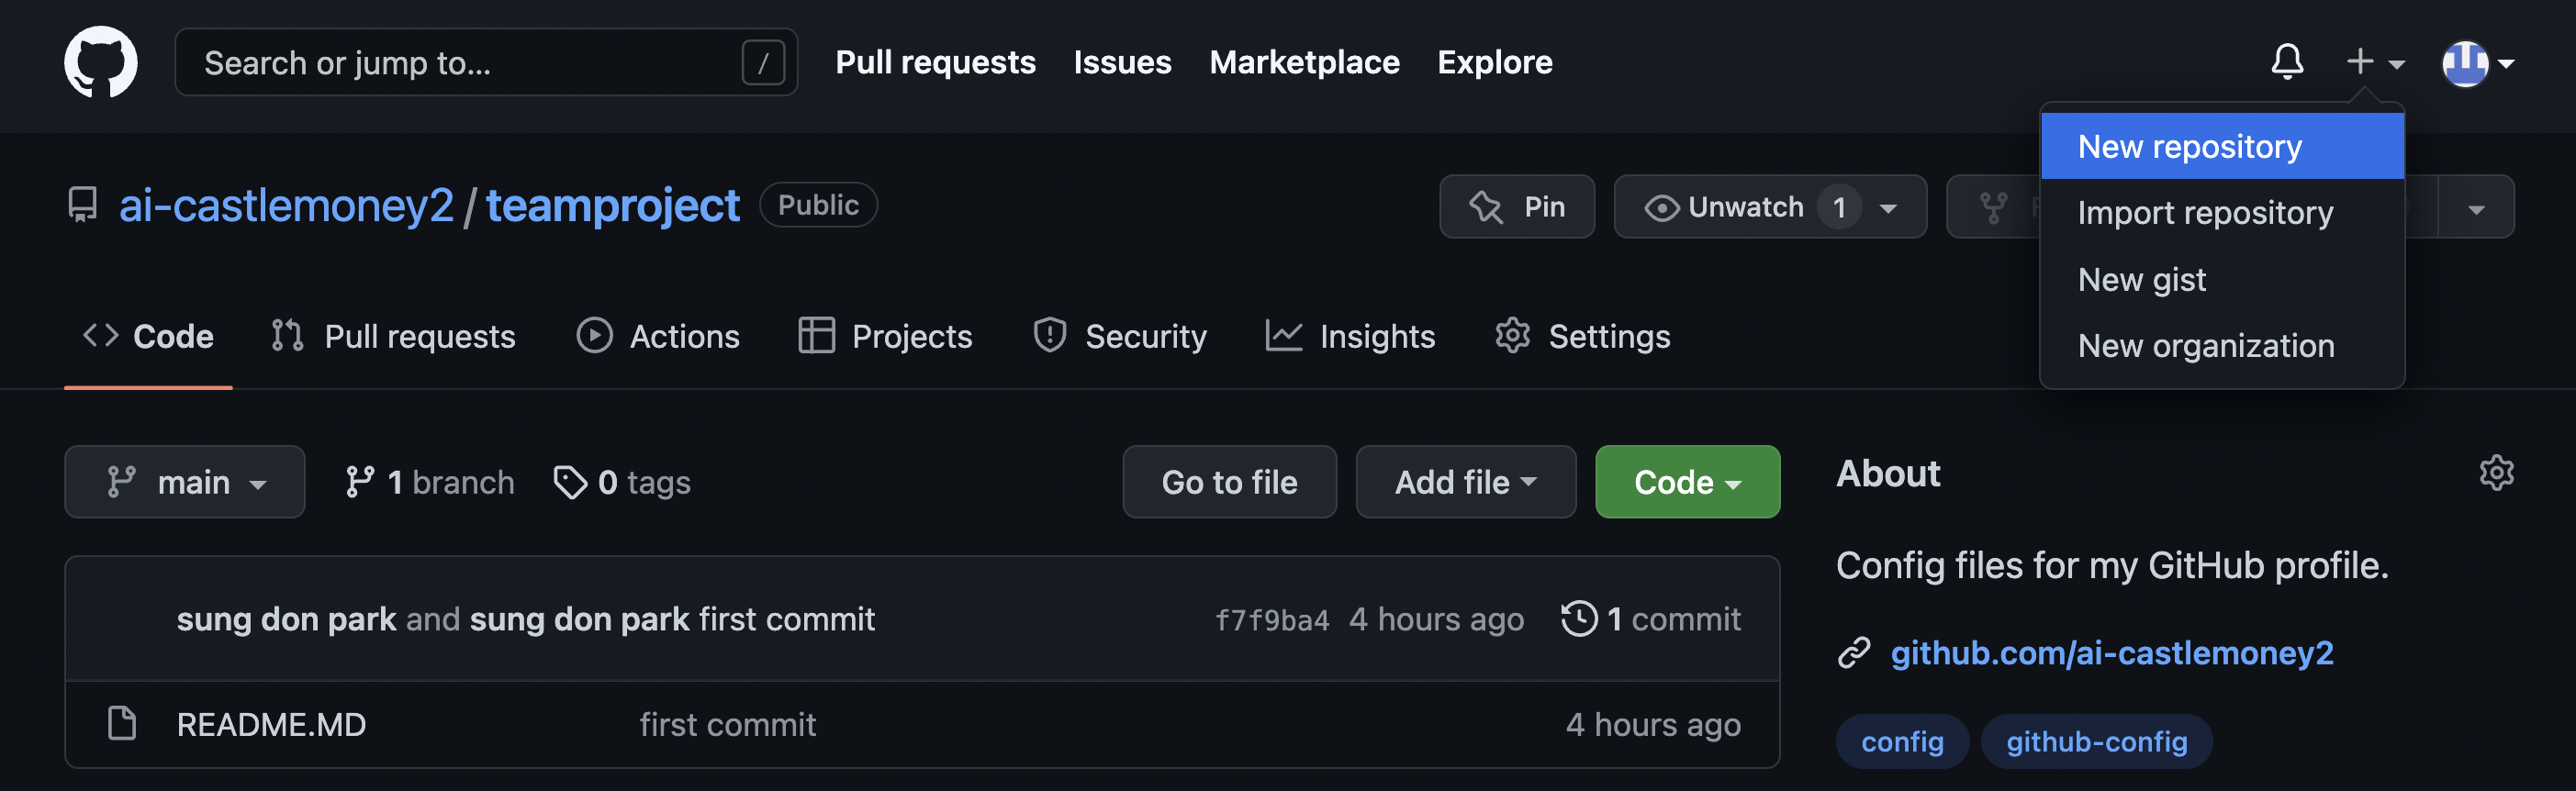 Search or jump to... /
Pull requests Issues Marketplace Explore
New repository
Import repository
New gist
New organization
ai-castlemoney2 / teamproject Public
Pin
Unwatch 1
Code
Pull requests
Actions
Projects
Security
Insights
Settings
main
1 branch
0 tags
Go to file
Add file
Code
sung don park and sung don park first commit
f7f9ba4 4 hours ago
1 commit
README.MD first commit 4 hours ago
About
Config files for my GitHub profile.
github.com/ai-castlemoney2
config github-config